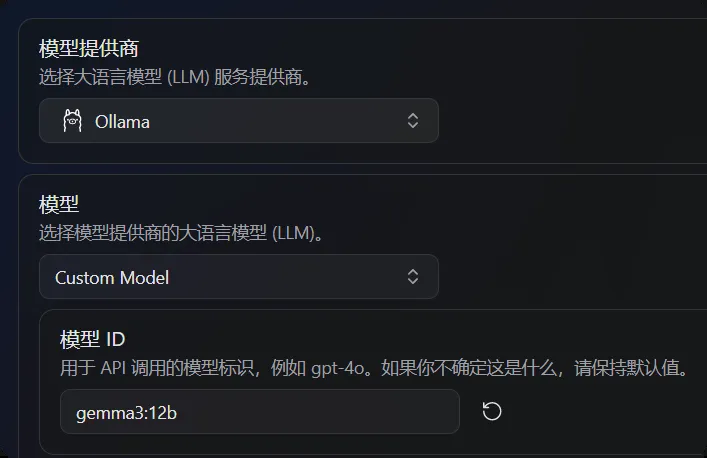 模型提供商
选择大语言模型 (LLM) 服务提供商。
Ollama
模型
选择模型提供商的大语言模型 (LLM)。
Custom Model
模型 ID
用于 API 调用的模型标识，例如 gpt-4o。如果你不确定这是什么，请保持默认值。
gemma3:12b